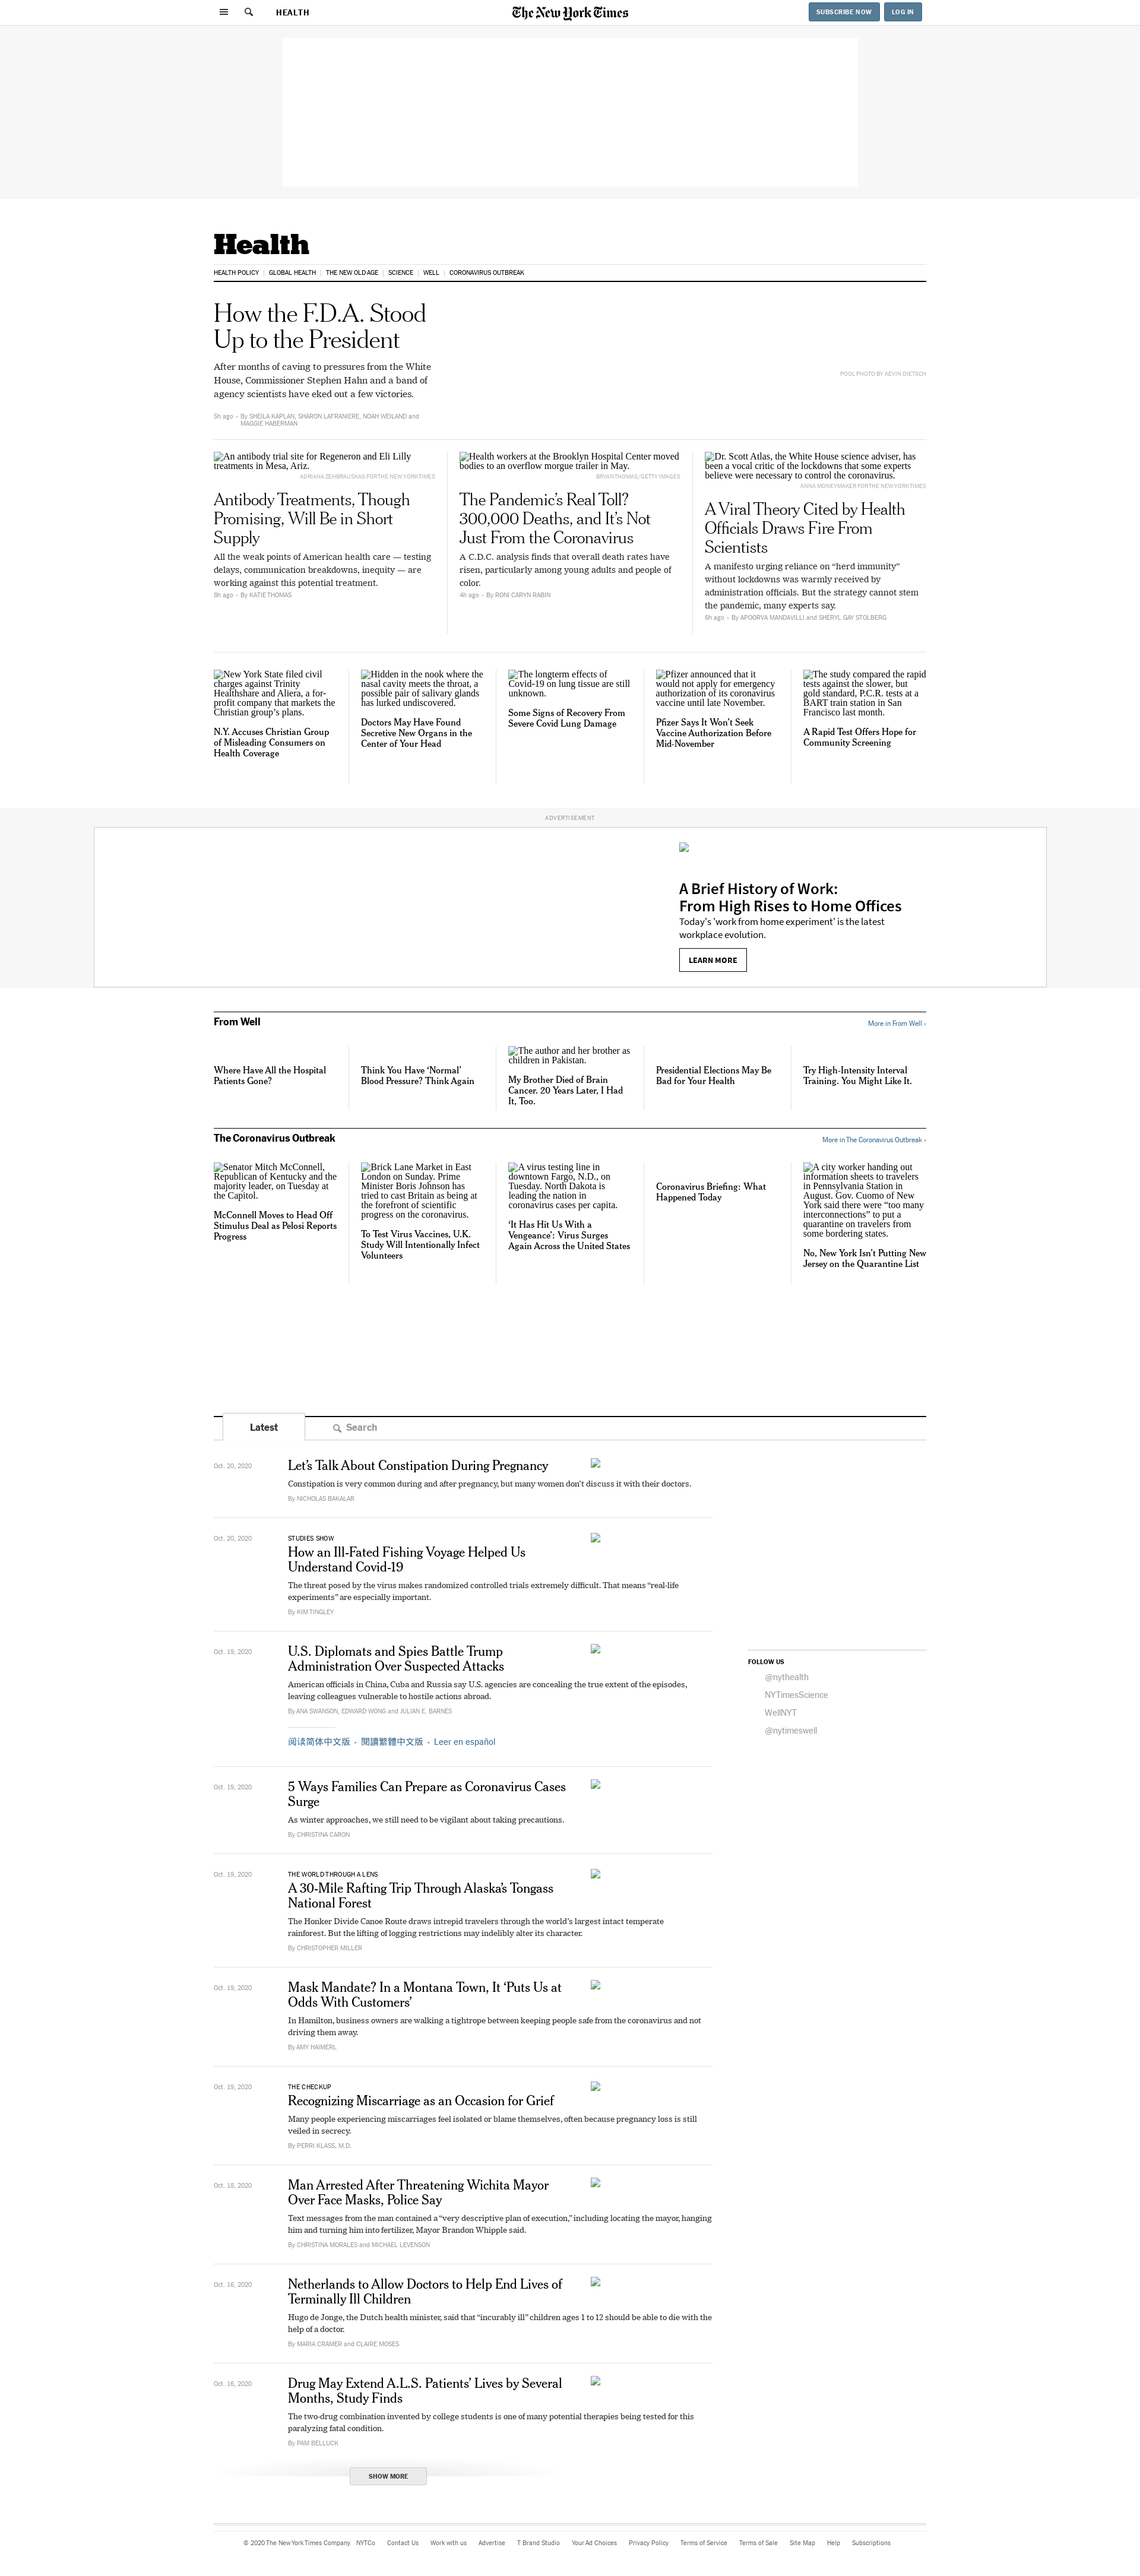 HEALTH
The New York Times
SUBSCRIBE NOW
LOG IN
Health
HEALTH POLICY
GLOBAL HEALTH
THE NEW OLD AGE
SCIENCE
WELL
CORONAVIRUS OUTBREAK
How the F.D.A. Stood
Up to the President
After months of caving to pressures from the White
House, Commissioner Stephen Hahn and a band of
agency scientists have eked out a few victories.
5h ago - By SHEILA KAPLAN, SHARON LAFRANIERE, NOAH WEILAND and
MAGGIE HABERMAN
POOL PHOTO BY KEVIN DIETSCH
An antibody trial site for Regeneron and Eli Lilly
treatments in Mesa, Ariz.
ADRIANA ZEHBRAUSKAS FOR THE NEW YORK TIMES
Antibody Treatments, Though
Promising, Will Be in Short
Supply
All the weak points of American health care — testing
delays, communication breakdowns, inequity — are
working against this potential treatment.
8h ago - By KATIE THOMAS
Health workers at the Brooklyn Hospital Center moved
bodies to an overflow morgue trailer in May.
BRYAN THOMAS/GETTY IMAGES
The Pandemic’s Real Toll?
300,000 Deaths, and It’s Not
Just From the Coronavirus
A C.D.C. analysis finds that overall death rates have
risen, particularly among young adults and people of
color.
4h ago - By RONI CARYN RABIN
Dr. Scott Atlas, the White House science adviser, has
been a vocal critic of the lockdowns that some experts
believe were necessary to control the coronavirus.
ANNA MONEYMAKER FOR THE NEW YORK TIMES
A Viral Theory Cited by Health
Officials Draws Fire From
Scientists
A manifesto urging reliance on “herd immunity”
without lockdowns was warmly received by
administration officials. But the strategy cannot stem
the pandemic, many experts say.
6h ago - By APOORVA MANDAVILLI and SHERYL GAY STOLBERG
New York State filed civil
charges against Trinity
Healthshare and Aliera, a for-
profit company that markets the
Christian group’s plans.
N.Y. Accuses Christian Group
of Misleading Consumers on
Health Coverage
Hidden in the nook where the
nasal cavity meets the throat, a
possible pair of salivary glands
has lurked undiscovered.
Doctors May Have Found
Secretive New Organs in the
Center of Your Head
The longterm effects of
Covid-19 on lung tissue are still
unknown.
Some Signs of Recovery From
Severe Covid Lung Damage
Pfizer announced that it
would not apply for emergency
authorization of its coronavirus
vaccine until late November.
Pfizer Says It Won’t Seek
Vaccine Authorization Before
Mid-November
The study compared the rapid
tests against the slower, but
gold standard, P.C.R. tests at a
BART train station in San
Francisco last month.
A Rapid Test Offers Hope for
Community Screening
ADVERTISEMENT
A Brief History of Work:
From High Rises to Home Offices
Today's 'work from home experiment' is the latest
workplace evolution.
LEARN MORE
From Well
More in From Well ›
Where Have All the Hospital
Patients Gone?
Think You Have ‘Normal’
Blood Pressure? Think Again
The author and her brother as
children in Pakistan.
My Brother Died of Brain
Cancer. 20 Years Later, I Had
It, Too.
Presidential Elections May Be
Bad for Your Health
Try High-Intensity Interval
Training. You Might Like It.
The Coronavirus Outbreak
More in The Coronavirus Outbreak ›
Senator Mitch McConnell,
Republican of Kentucky and the
majority leader, on Tuesday at
the Capitol.
McConnell Moves to Head Off
Stimulus Deal as Pelosi Reports
Progress
Brick Lane Market in East
London on Sunday. Prime
Minister Boris Johnson has
tried to cast Britain as being at
the forefront of scientific
progress on the coronavirus.
To Test Virus Vaccines, U.K.
Study Will Intentionally Infect
Volunteers
A virus testing line in
downtown Fargo, N.D., on
Tuesday. North Dakota is
leading the nation in
coronavirus cases per capita.
‘It Has Hit Us With a
Vengeance’: Virus Surges
Again Across the United States
Coronavirus Briefing: What
Happened Today
A city worker handing out
information sheets to travelers
in Pennsylvania Station in
August. Gov. Cuomo of New
York said there were “too many
interconnections” to put a
quarantine on travelers from
some bordering states.
No, New York Isn’t Putting New
Jersey on the Quarantine List
Latest
Search
Oct. 20, 2020
Let’s Talk About Constipation During Pregnancy
Constipation is very common during and after pregnancy, but many women don’t discuss it with their doctors.
By NICHOLAS BAKALAR
Oct. 20, 2020
STUDIES SHOW
How an Ill-Fated Fishing Voyage Helped Us
Understand Covid-19
The threat posed by the virus makes randomized controlled trials extremely difficult. That means “real-life
experiments” are especially important.
By KIM TINGLEY
Oct. 19, 2020
U.S. Diplomats and Spies Battle Trump
Administration Over Suspected Attacks
American officials in China, Cuba and Russia say U.S. agencies are concealing the true extent of the episodes,
leaving colleagues vulnerable to hostile actions abroad.
By ANA SWANSON, EDWARD WONG and JULIAN E. BARNES
阅读简体中文版 • 閱讀繁體中文版 • Leer en español
FOLLOW US
@nythealth
NYTimesScience
WellNYT
@nytimeswell
Oct. 19, 2020
5 Ways Families Can Prepare as Coronavirus Cases
Surge
As winter approaches, we still need to be vigilant about taking precautions.
By CHRISTINA CARON
Oct. 19, 2020
THE WORLD THROUGH A LENS
A 30-Mile Rafting Trip Through Alaska’s Tongass
National Forest
The Honker Divide Canoe Route draws intrepid travelers through the world’s largest intact temperate
rainforest. But the lifting of logging restrictions may indelibly alter its character.
By CHRISTOPHER MILLER
Oct. 19, 2020
Mask Mandate? In a Montana Town, It ‘Puts Us at
Odds With Customers’
In Hamilton, business owners are walking a tightrope between keeping people safe from the coronavirus and not
driving them away.
By AMY HAIMERL
Oct. 19, 2020
THE CHECKUP
Recognizing Miscarriage as an Occasion for Grief
Many people experiencing miscarriages feel isolated or blame themselves, often because pregnancy loss is still
veiled in secrecy.
By PERRI KLASS, M.D.
Oct. 18, 2020
Man Arrested After Threatening Wichita Mayor
Over Face Masks, Police Say
Text messages from the man contained a “very descriptive plan of execution,” including locating the mayor, hanging
him and turning him into fertilizer, Mayor Brandon Whipple said.
By CHRISTINA MORALES and MICHAEL LEVENSON
Oct. 16, 2020
Netherlands to Allow Doctors to Help End Lives of
Terminally Ill Children
Hugo de Jonge, the Dutch health minister, said that “incurably ill” children ages 1 to 12 should be able to die with the
help of a doctor.
By MARIA CRAMER and CLAIRE MOSES
Oct. 16, 2020
Drug May Extend A.L.S. Patients’ Lives by Several
Months, Study Finds
The two-drug combination invented by college students is one of many potential therapies being tested for this
paralyzing fatal condition.
By PAM BELLUCK
SHOW MORE
© 2020 The New York Times Company
NYTCo
Contact Us
Work with us
Advertise
T Brand Studio
Your Ad Choices
Privacy Policy
Terms of Service
Terms of Sale
Site Map
Help
Subscriptions